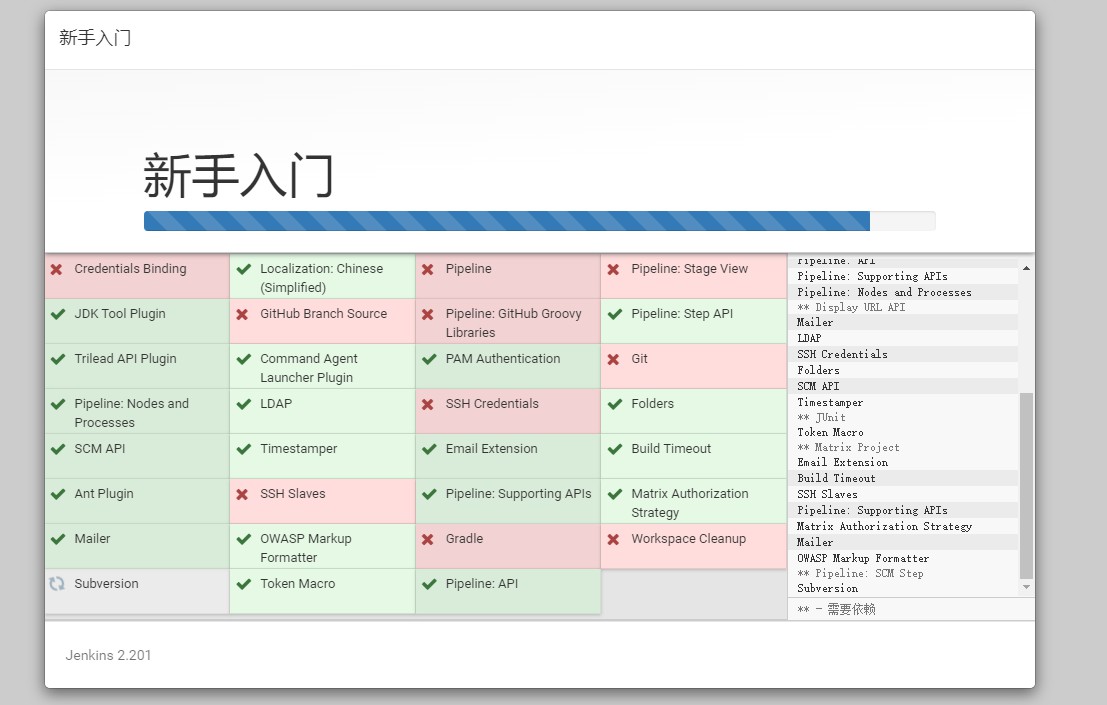 新手入门
新手入门
Credentials Binding
Localization: Chinese
(Simplified)
Pipeline
Pipeline: Stage View
JDK Tool Plugin
GitHub Branch Source
Pipeline: GitHub Groovy
Libraries
Pipeline: Step API
Trilead API Plugin
Command Agent
Launcher Plugin
PAM Authentication
Git
Pipeline: Nodes and
Processes
LDAP
SSH Credentials
Folders
SCM API
Timestamper
Email Extension
Build Timeout
Ant Plugin
SSH Slaves
Pipeline: Supporting APIs
Matrix Authorization
Strategy
Mailer
OWASP Markup
Formatter
Gradle
Workspace Cleanup
Subversion
Token Macro
Pipeline: API
Pipeline: API
Pipeline: Supporting APIs
Pipeline: Nodes and Processes
** Display URL API
Mailer
LDAP
SSH Credentials
Folders
SCM API
Timestamper
** JUnit
Token Macro
** Matrix Project
Email Extension
Build Timeout
SSH Slaves
Pipeline: Supporting APIs
Matrix Authorization Strategy
Mailer
OWASP Markup Formatter
** Pipeline: SCM Step
Subversion
** - 需要依赖
Jenkins 2.201